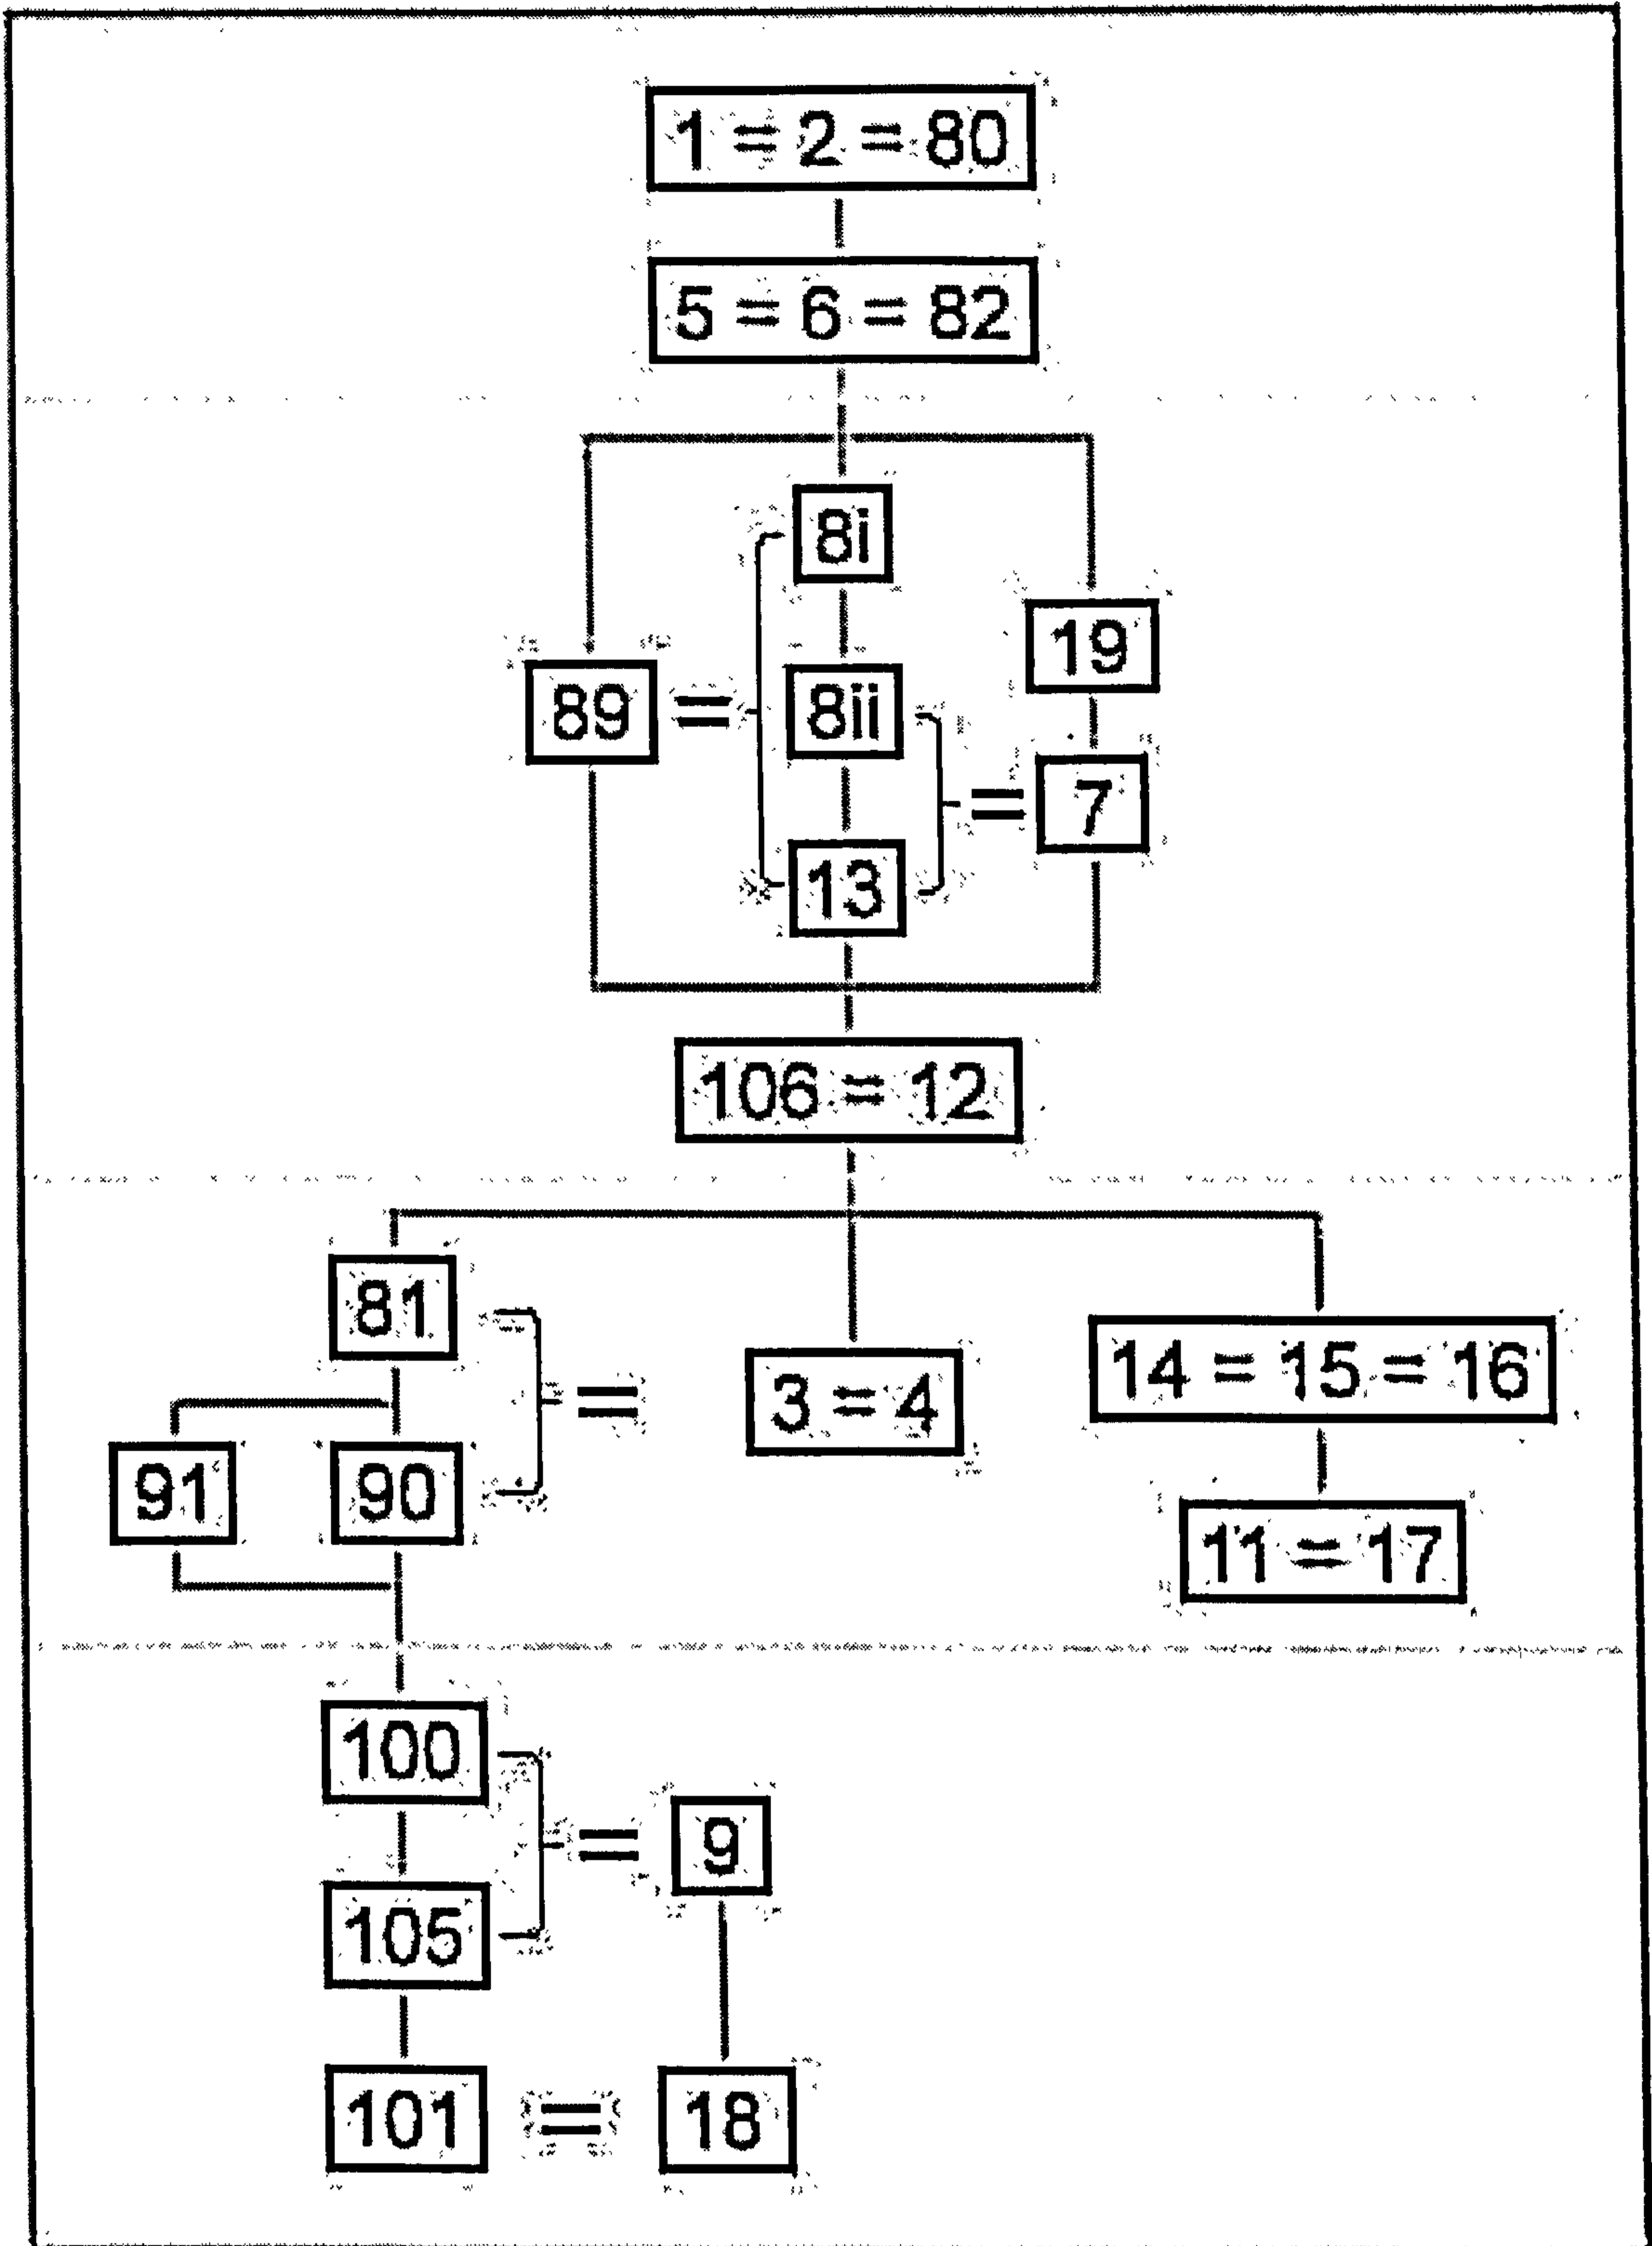 1 = 2 = 80
5 = 6 = 82
8i
19
89 =
8ii
= 7
13
106 = 12
81
=
3 = 4
14 = 15 = 16
91
90
11 = 17
100
= 9
105
101 = 18